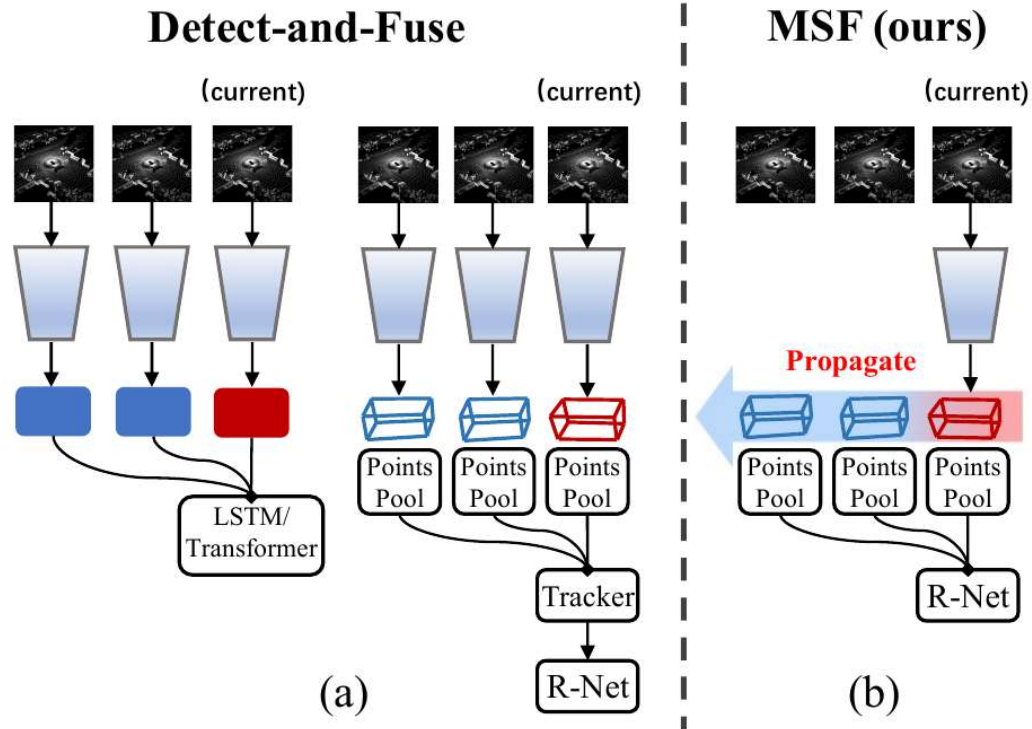 Detect-and-Fuse
MSF (ours)
(current)
(current)
(current)
Propagate
Points
Pool
Points
Pool
Points
Pool
Points
Pool
Points
Pool
Points
Pool
LSTM/
Transformer
Tracker
R-Net
R-Net
(a)
(b)